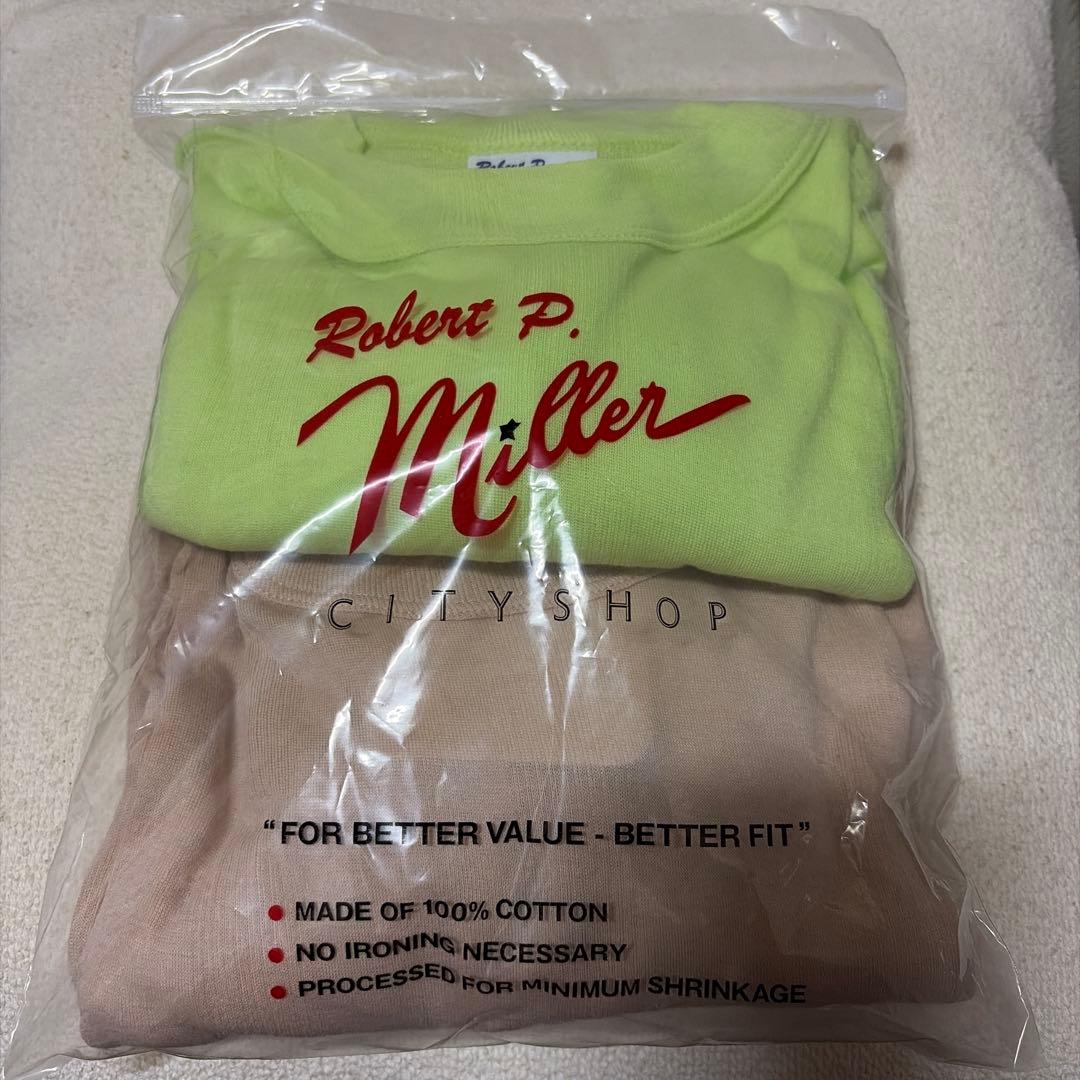 Robert P.
Robert P.
Miller
CITYSHOP
“FOR BETTER VALUE - BETTER FIT”
● MADE OF 100% COTTON
● NO IRONING NECESSARY
● PROCESSED FOR MINIMUM SHRINKAGE